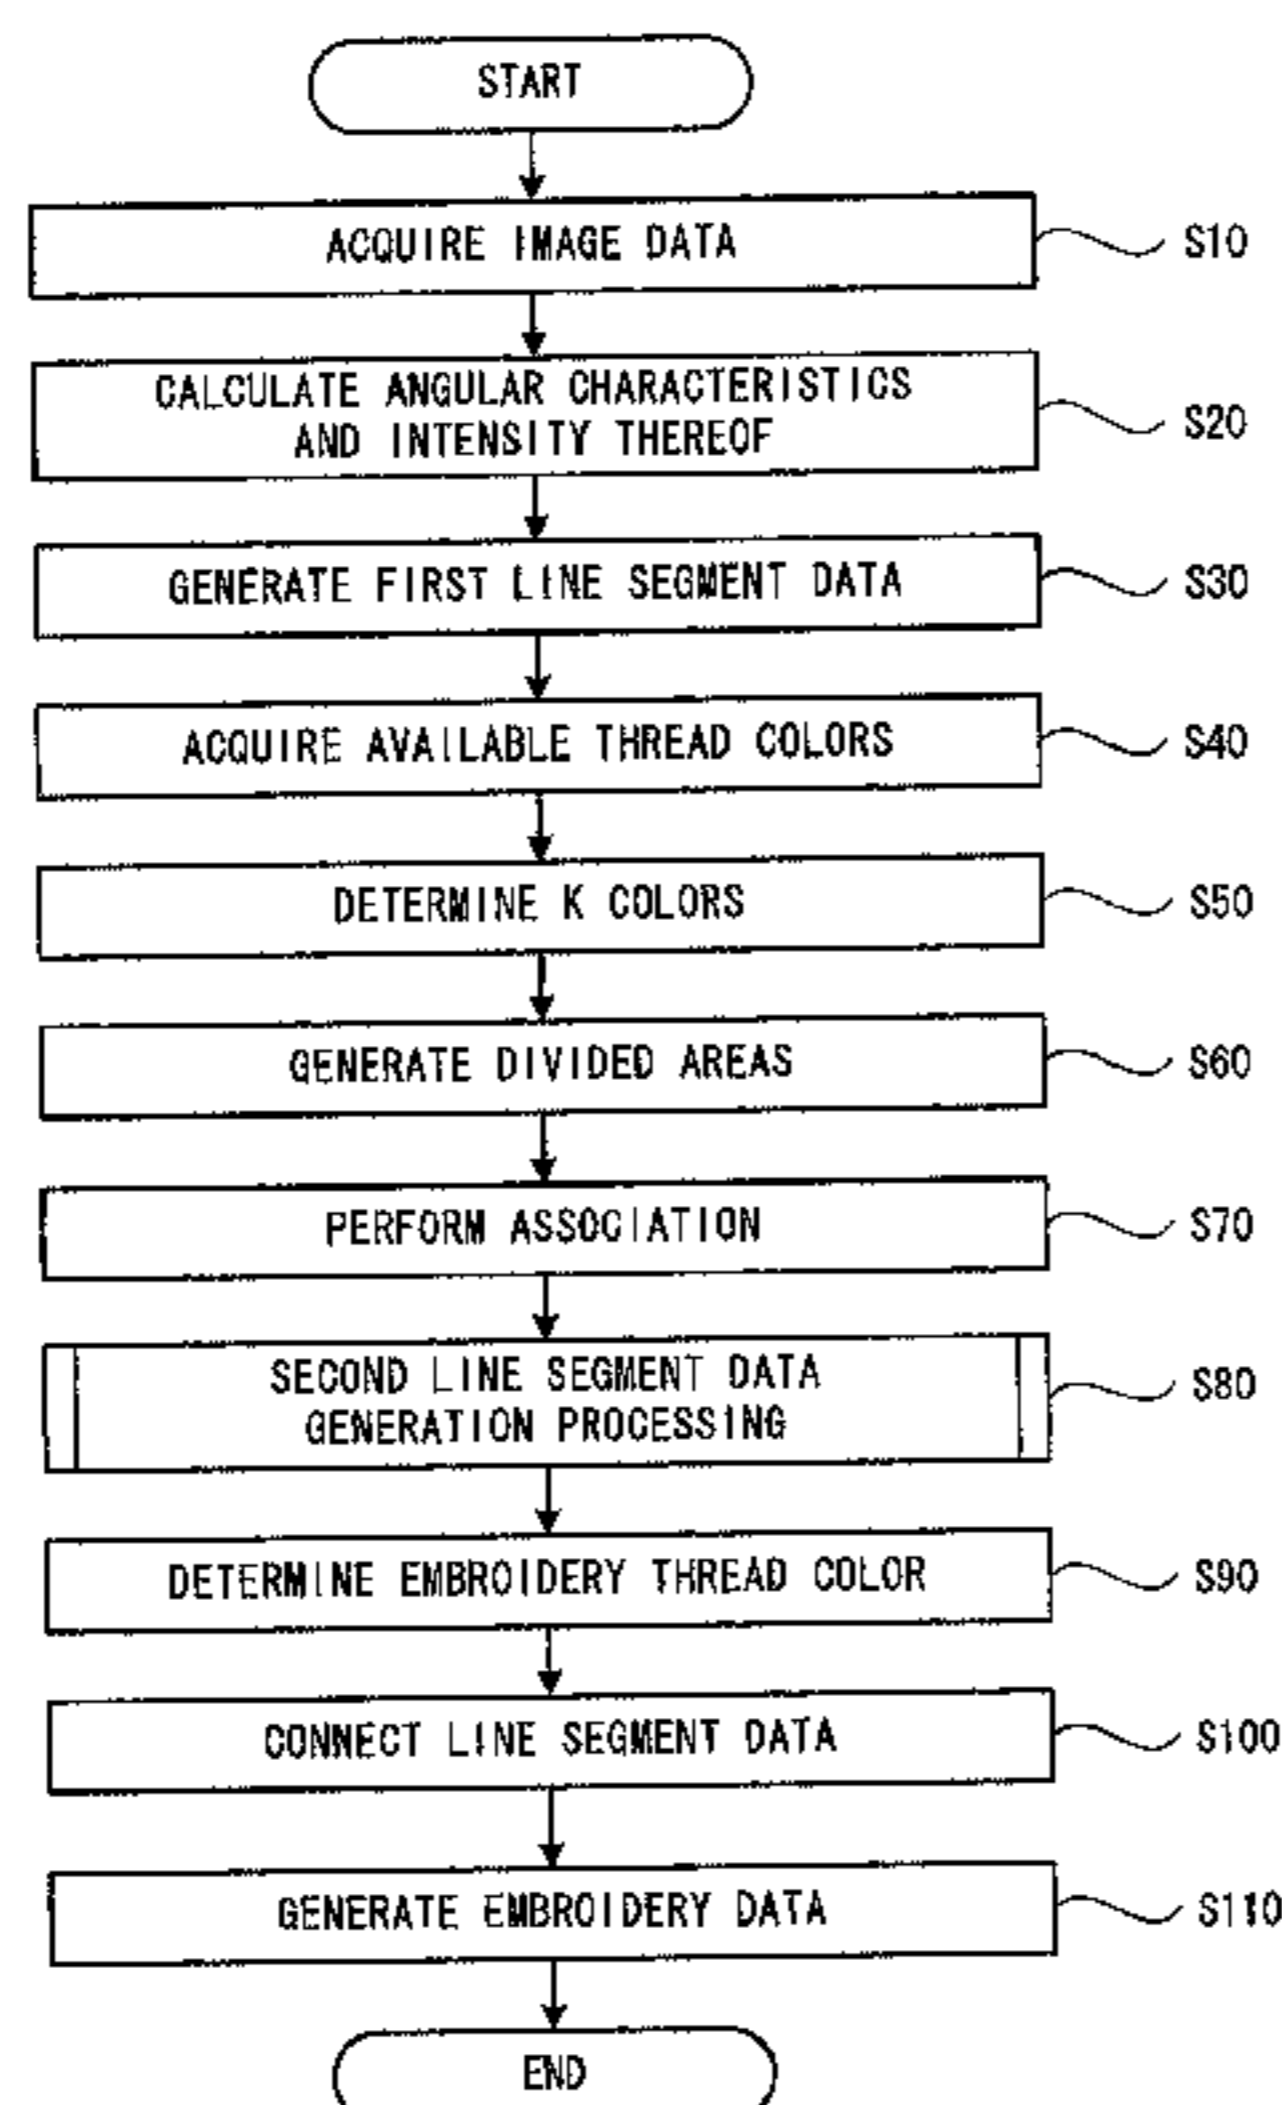 START
ACQUIRE IMAGE DATA
S10
CALCULATE ANGULAR CHARACTERISTICS
AND INTENSITY THEREOF
S20
GENERATE FIRST LINE SEGMENT DATA
S30
ACQUIRE AVAILABLE THREAD COLORS
S40
DETERMINE K COLORS
S50
GENERATE DIVIDED AREAS
S60
PERFORM ASSOCIATION
S70
SECOND LINE SEGMENT DATA
GENERATION PROCESSING
S80
DETERMINE EMBROIDERY THREAD COLOR
S90
CONNECT LINE SEGMENT DATA
S100
GENERATE EMBROIDERY DATA
S110
END